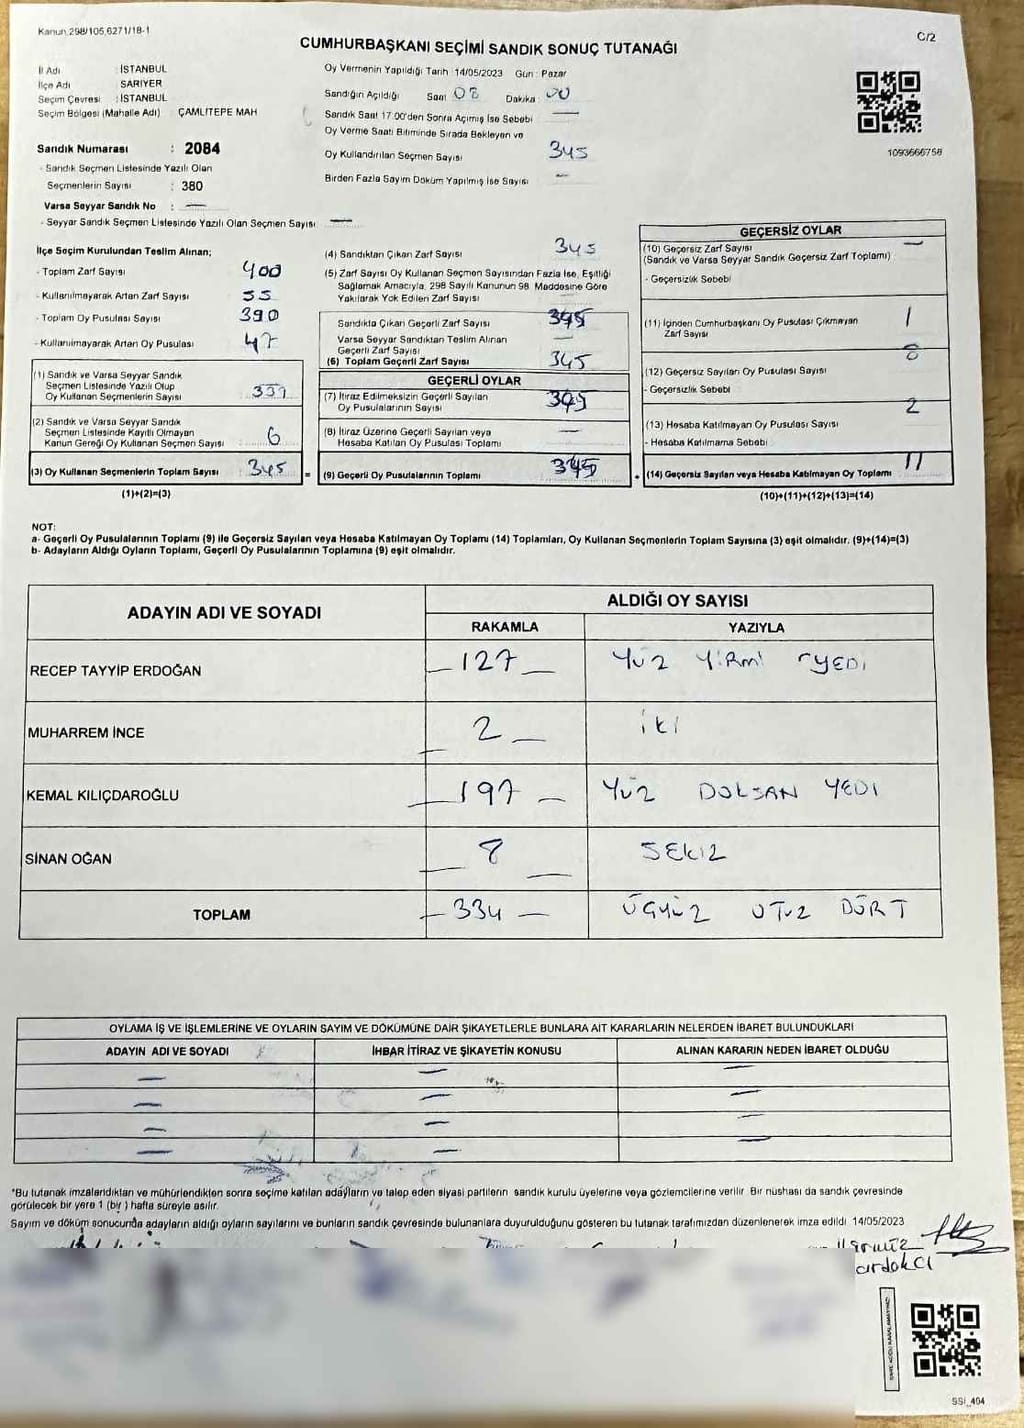 Kanun.298/105,6271/18-1
C/2
CUMHURBAŞKANI SEÇİMİ SANDIK SONUÇ TUTANAĞI
İl Adı : İSTANBUL
İlçe Adı : SARIYER
Seçim Çevresi : İSTANBUL
Seçim Bölgesi (Mahalle Adı) ÇAMLITEPE MAH
Sandık Numarası : 2084
- Sandık Seçmen Listesinde Yazılı Olan
Seçmenlerin Sayısı : 380
Varsa Seyyar Sandık No : —
- Seyyar Sandık Seçmen Listesinde Yazılı Olan Seçmen Sayısı —
Oy Vermenin Yapıldığı Tarih :14/05/2023 Gün : Pazar
Sandığın Açıldığı Saat 08 Dakika 00
Sandık Saat 17.00'den Sonra Açımış İse Sebebi —
Oy Verme Saati Bitiminde Sırada Bekleyen ve
Oy Kullandırılan Seçmen Sayısı 345
Birden Fazla Sayım Döküm Yapılmış İse Sayısı —
1093666758
İlçe Seçim Kurulundan Teslim Alınan;
- Toplam Zarf Sayısı 400
- Kullanılmayarak Artan Zarf Sayısı 55
- Toplam Oy Pusulası Sayısı 390
- Kullanılmayarak Artan Oy Pusulası 47
(1) Sandık ve Varsa Seyyar Sandık
Seçmen Listesinde Yazılı Olup
Oy Kullanan Seçmenlerin Sayısı 339
(2) Sandık ve Varsa Seyyar Sandık
Seçmen Listesinde Kayıtlı Olmayan
Kanun Gereği Oy Kullanan Seçmen Sayısı 6
(3) Oy Kullanan Seçmenlerin Toplam Sayısı 345
(1)+(2)=(3)
(4) Sandıktan Çıkan Zarf Sayısı 345
(5) Zarf Sayısı Oy Kullanan Seçmen Sayısından Fazla İse, Eşitliği
Sağlamak Amacıyla, 298 Sayılı Kanunun 98. Maddesine Göre
Yakılarak Yok Edilen Zarf Sayısı
Sandıkta Çıkan Geçerli Zarf Sayısı 345
Varsa Seyyar Sandıktan Teslim Alınan
Geçerli Zarf Sayısı —
(6) Toplam Geçerli Zarf Sayısı 345
GEÇERLİ OYLAR
(7) İtiraz Edilmeksizin Geçerli Sayılan
Oy Pusulalarının Sayısı 345
(8) İtiraz Üzerine Geçerli Sayılan veya
Hesaba Katılan Oy Pusulası Toplamı —
= (9) Geçerli Oy Pusulalarının Toplamı 345
GEÇERSİZ OYLAR
(10) Geçersiz Zarf Sayısı —
(Sandık ve Varsa Seyyar Sandık Geçersiz Zarf Toplamı)
- Geçersizlik Sebebi
(11) İçinden Cumhurbaşkanı Oy Pusulası Çıkmayan 1
Zarf Sayısı
8
(12) Geçersiz Sayılan Oy Pusulası Sayısı
- Geçersizlik Sebebi
2
(13) Hesaba Katılmayan Oy Pusulası Sayısı
- Hesaba Katılmama Sebebi
+ (14) Geçersiz Sayılan veya Hesaba Katılmayan Oy Toplamı 11
(10)+(11)+(12)+(13)=(14)
NOT:
a- Geçerli Oy Pusulalarının Toplamı (9) ile Geçersiz Sayılan veya Hesaba Katılmayan Oy Toplamı (14) Toplamları, Oy Kullanan Seçmenlerin Toplam Sayısına (3) eşit olmalıdır. (9)+(14)=(3)
b- Adayların Aldığı Oyların Toplamı, Geçerli Oy Pusulalarının Toplamına (9) eşit olmalıdır.
ADAYIN ADI VE SOYADI
ALDIĞI OY SAYISI
RAKAMLA YAZIYLA
RECEP TAYYİP ERDOĞAN —127— YÜZ YİRMİ YEDİ
MUHARREM İNCE — 2 — İKİ
KEMAL KILIÇDAROĞLU —197— YÜZ DOKSAN YEDİ
SİNAN OĞAN — 8 — SEKİZ
TOPLAM —334— ÜÇYÜZ OTUZ DÖRT
OYLAMA İŞ VE İŞLEMLERİNE VE OYLARIN SAYIM VE DÖKÜMÜNE DAİR ŞİKAYETLERLE BUNLARA AİT KARARLARIN NELERDEN İBARET BULUNDUKLARI
ADAYIN ADI VE SOYADI İHBAR İTİRAZ VE ŞİKAYETİN KONUSU ALINAN KARARIN NEDEN İBARET OLDUĞU
— — —
— — —
— — —
— — —
*Bu tutanak imzalandıktan ve mühürlendikten sonra seçime katılan adayların ve talep eden siyasi partilerin sandık kurulu üyelerine veya gözlemcilerine verilir. Bir nüshası da sandık çevresinde
görülecek bir yere 1 (bir) hafta süreyle asılır.
Sayım ve döküm sonucunda adayların aldığı oyların sayılarını ve bunların sandık çevresinde bulunanlara duyurulduğunu gösteren bu tutanak tarafımızdan düzenlenerek imza edildi. 14/05/2023
SSI_464